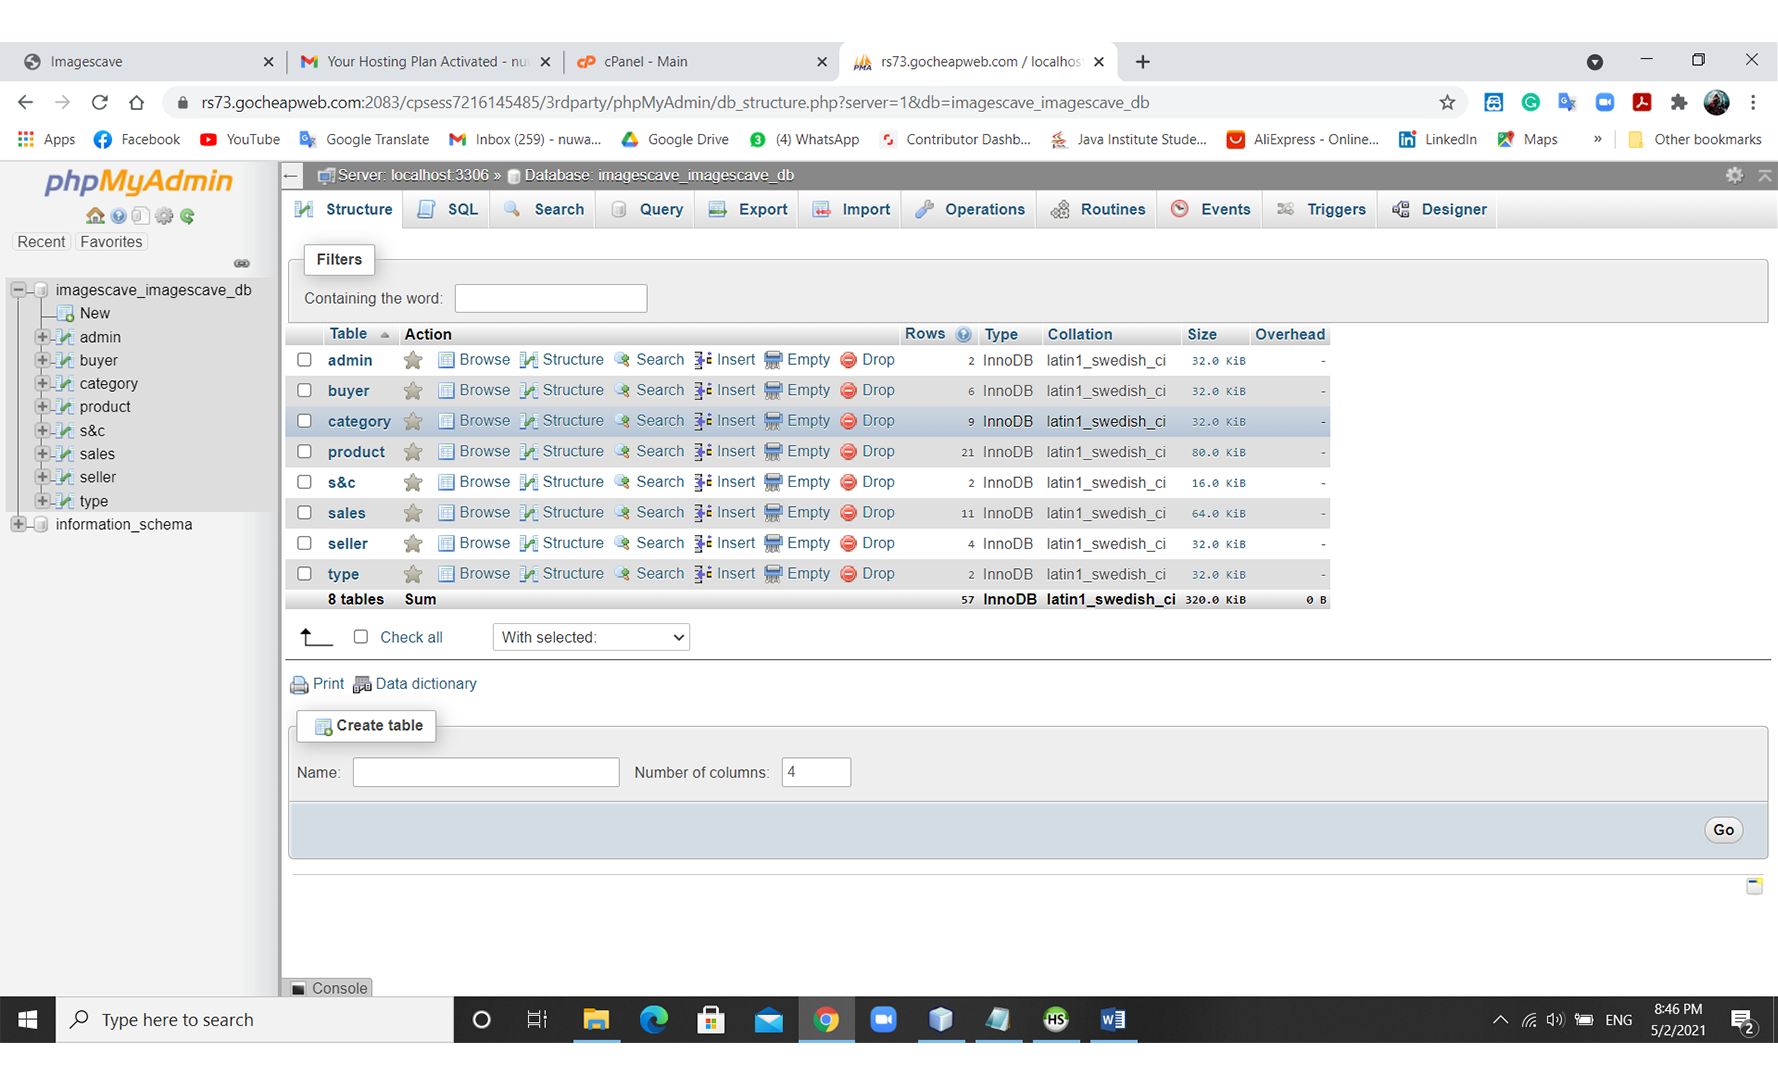 Imagescave
Your Hosting Plan Activated - nu
cPanel - Main
PMA
rs73.gocheapweb.com / localhos
rs73.gocheapweb.com:2083/cpsess7216145485/3rdparty/phpMyAdmin/db_structure.php?server=1&db=imagescave_imagescave_db
Apps
Facebook
YouTube
Google Translate
Inbox (259) - nuwa...
Google Drive
(4) WhatsApp
Contributor Dashb...
Java Institute Stude...
AliExpress - Online...
LinkedIn
Maps
»
Other bookmarks
phpMyAdmin
Recent
Favorites
imagescave_imagescave_db
New
admin
buyer
category
product
s&c
sales
seller
type
information_schema
Server: localhost:3306 » Database: imagescave_imagescave_db
Structure SQL Search Query Export Import Operations Routines Events Triggers Designer
Filters
Containing the word:
Table Action Rows Type Collation Size Overhead
admin Browse Structure Search Insert Empty Drop 2 InnoDB latin1_swedish_ci 32.0 KiB -
buyer Browse Structure Search Insert Empty Drop 6 InnoDB latin1_swedish_ci 32.0 KiB -
category Browse Structure Search Insert Empty Drop 9 InnoDB latin1_swedish_ci 32.0 KiB -
product Browse Structure Search Insert Empty Drop 21 InnoDB latin1_swedish_ci 80.0 KiB -
s&c Browse Structure Search Insert Empty Drop 2 InnoDB latin1_swedish_ci 16.0 KiB -
sales Browse Structure Search Insert Empty Drop 11 InnoDB latin1_swedish_ci 64.0 KiB -
seller Browse Structure Search Insert Empty Drop 4 InnoDB latin1_swedish_ci 32.0 KiB -
type Browse Structure Search Insert Empty Drop 2 InnoDB latin1_swedish_ci 32.0 KiB -
8 tables Sum 57 InnoDB latin1_swedish_ci 320.0 KiB 0 B
Check all
With selected:
Print
Data dictionary
Create table
Name:
Number of columns: 4
Go
Console
Type here to search
HS
ENG
8:46 PM
5/2/2021
2